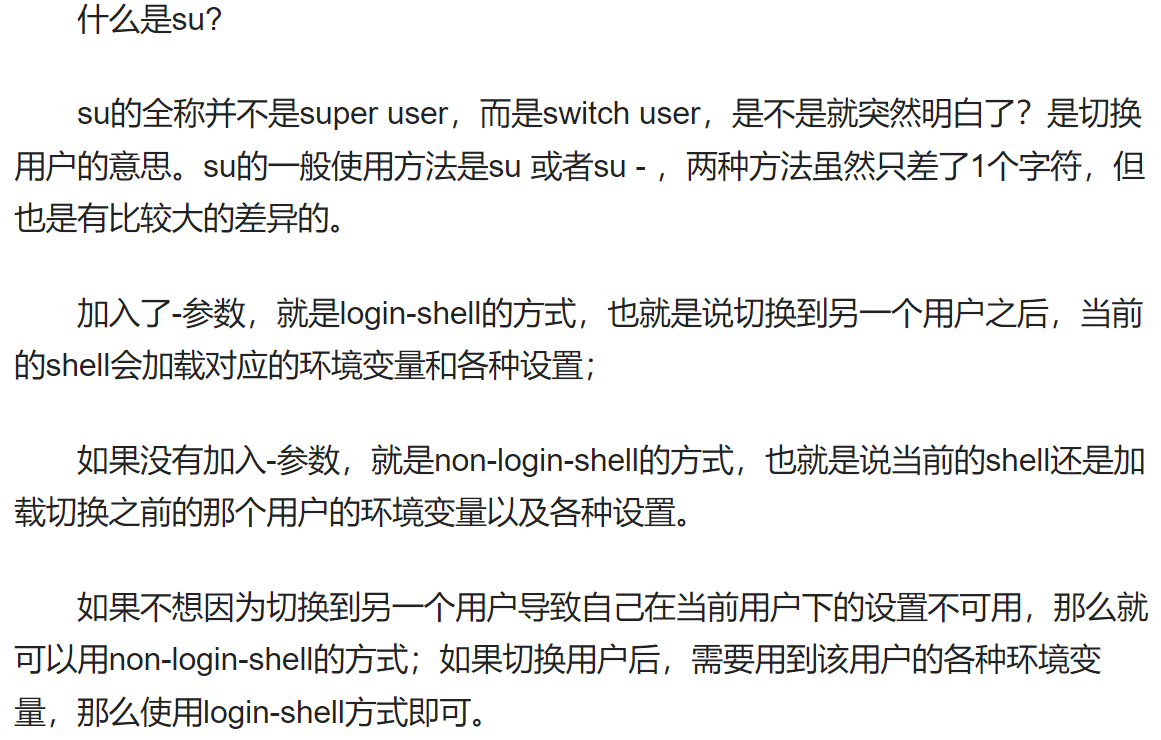 什么是su?
su的全称并不是super user，而是switch user，是不是就突然明白了？是切换
用户的意思。su的一般使用方法是su 或者su - ，两种方法虽然只差了1个字符，但
也是有比较大的差异的。
加入了-参数，就是login-shell的方式，也就是说切换到另一个用户之后，当前
的shell会加载对应的环境变量和各种设置；
如果没有加入-参数，就是non-login-shell的方式，也就是说当前的shell还是加
载切换之前的那个用户的环境变量以及各种设置。
如果不想因为切换到另一个用户导致自己在当前用户下的设置不可用，那么就
可以用non-login-shell的方式；如果切换用户后，需要用到该用户的各种环境变
量，那么使用login-shell方式即可。